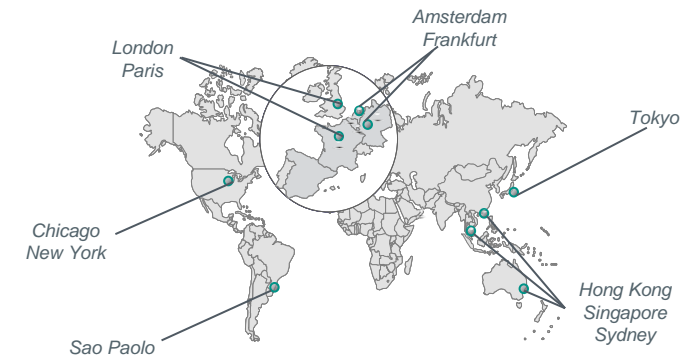 Amsterdam
Frankfurt
London
Paris
Tokyo
Chicago
New York
Hong Kong
Singapore
Sydney
Sao Paolo